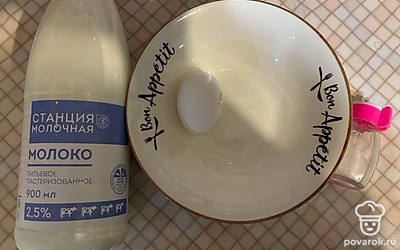 СТАНЦИЯ
МОЛОЧНАЯ
МОЛОКО
ПИТЬЕВОЕ
ПАСТЕРИЗОВАННОЕ
900 мл
2,5%
Bon Appetit
Bon Appetit
povarok.ru